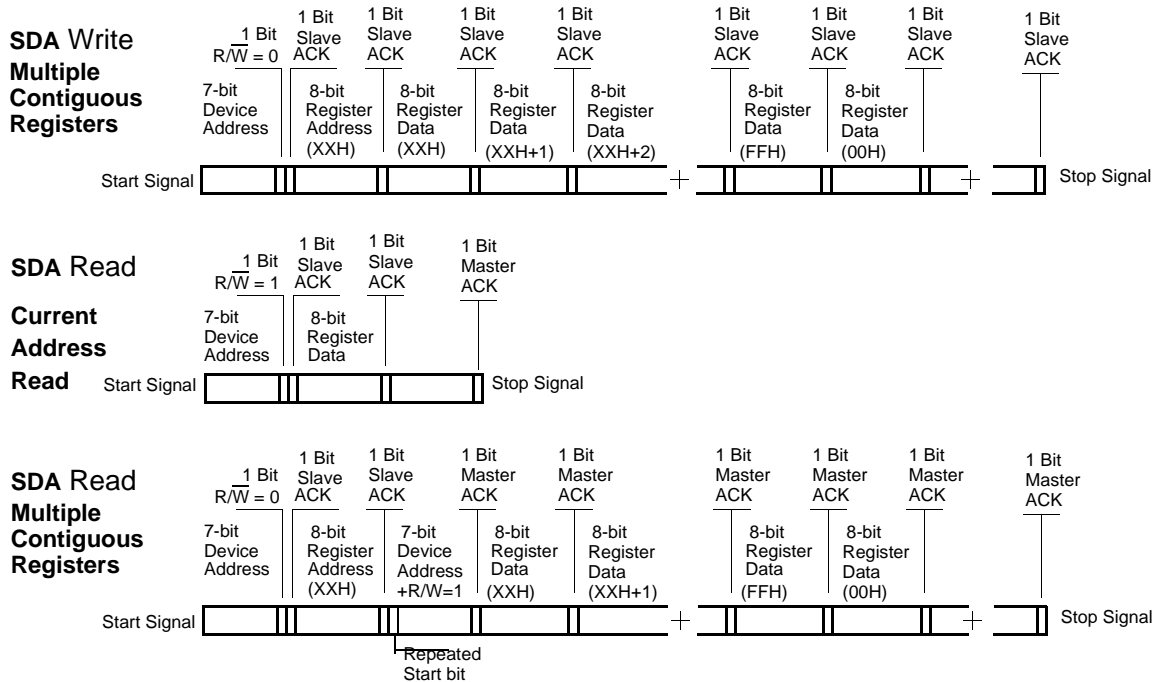 SDA Write
Multiple
Contiguous
Registers
1 Bit
R/W = 0
1 Bit
Slave
ACK
1 Bit
Slave
ACK
1 Bit
Slave
ACK
1 Bit
Slave
ACK
1 Bit
Slave
ACK
1 Bit
Slave
ACK
1 Bit
Slave
ACK
1 Bit
Slave
ACK
7-bit
Device
Address
8-bit
Register
Address
(XXH)
8-bit
Register
Data
(XXH)
8-bit
Register
Data
(XXH+1)
8-bit
Register
Data
(XXH+2)
8-bit
Register
Data
(FFH)
8-bit
Register
Data
(00H)
Start Signal
Stop Signal
SDA Read
Current
Address
Read
1 Bit
R/W = 1
1 Bit
Slave
ACK
1 Bit
Slave
ACK
1 Bit
Master
ACK
7-bit
Device
Address
8-bit
Register
Data
Start Signal
Stop Signal
SDA Read
Multiple
Contiguous
Registers
1 Bit
R/W = 0
1 Bit
Slave
ACK
1 Bit
Slave
ACK
1 Bit
Master
ACK
1 Bit
Master
ACK
1 Bit
Master
ACK
1 Bit
Master
ACK
1 Bit
Master
ACK
1 Bit
Master
ACK
7-bit
Device
Address
8-bit
Register
Address
(XXH)
7-bit
Device
Address
+R/W=1
8-bit
Register
Data
(XXH)
8-bit
Register
Data
(XXH+1)
8-bit
Register
Data
(FFH)
8-bit
Register
Data
(00H)
Start Signal
Stop Signal
Repeated
Start bit